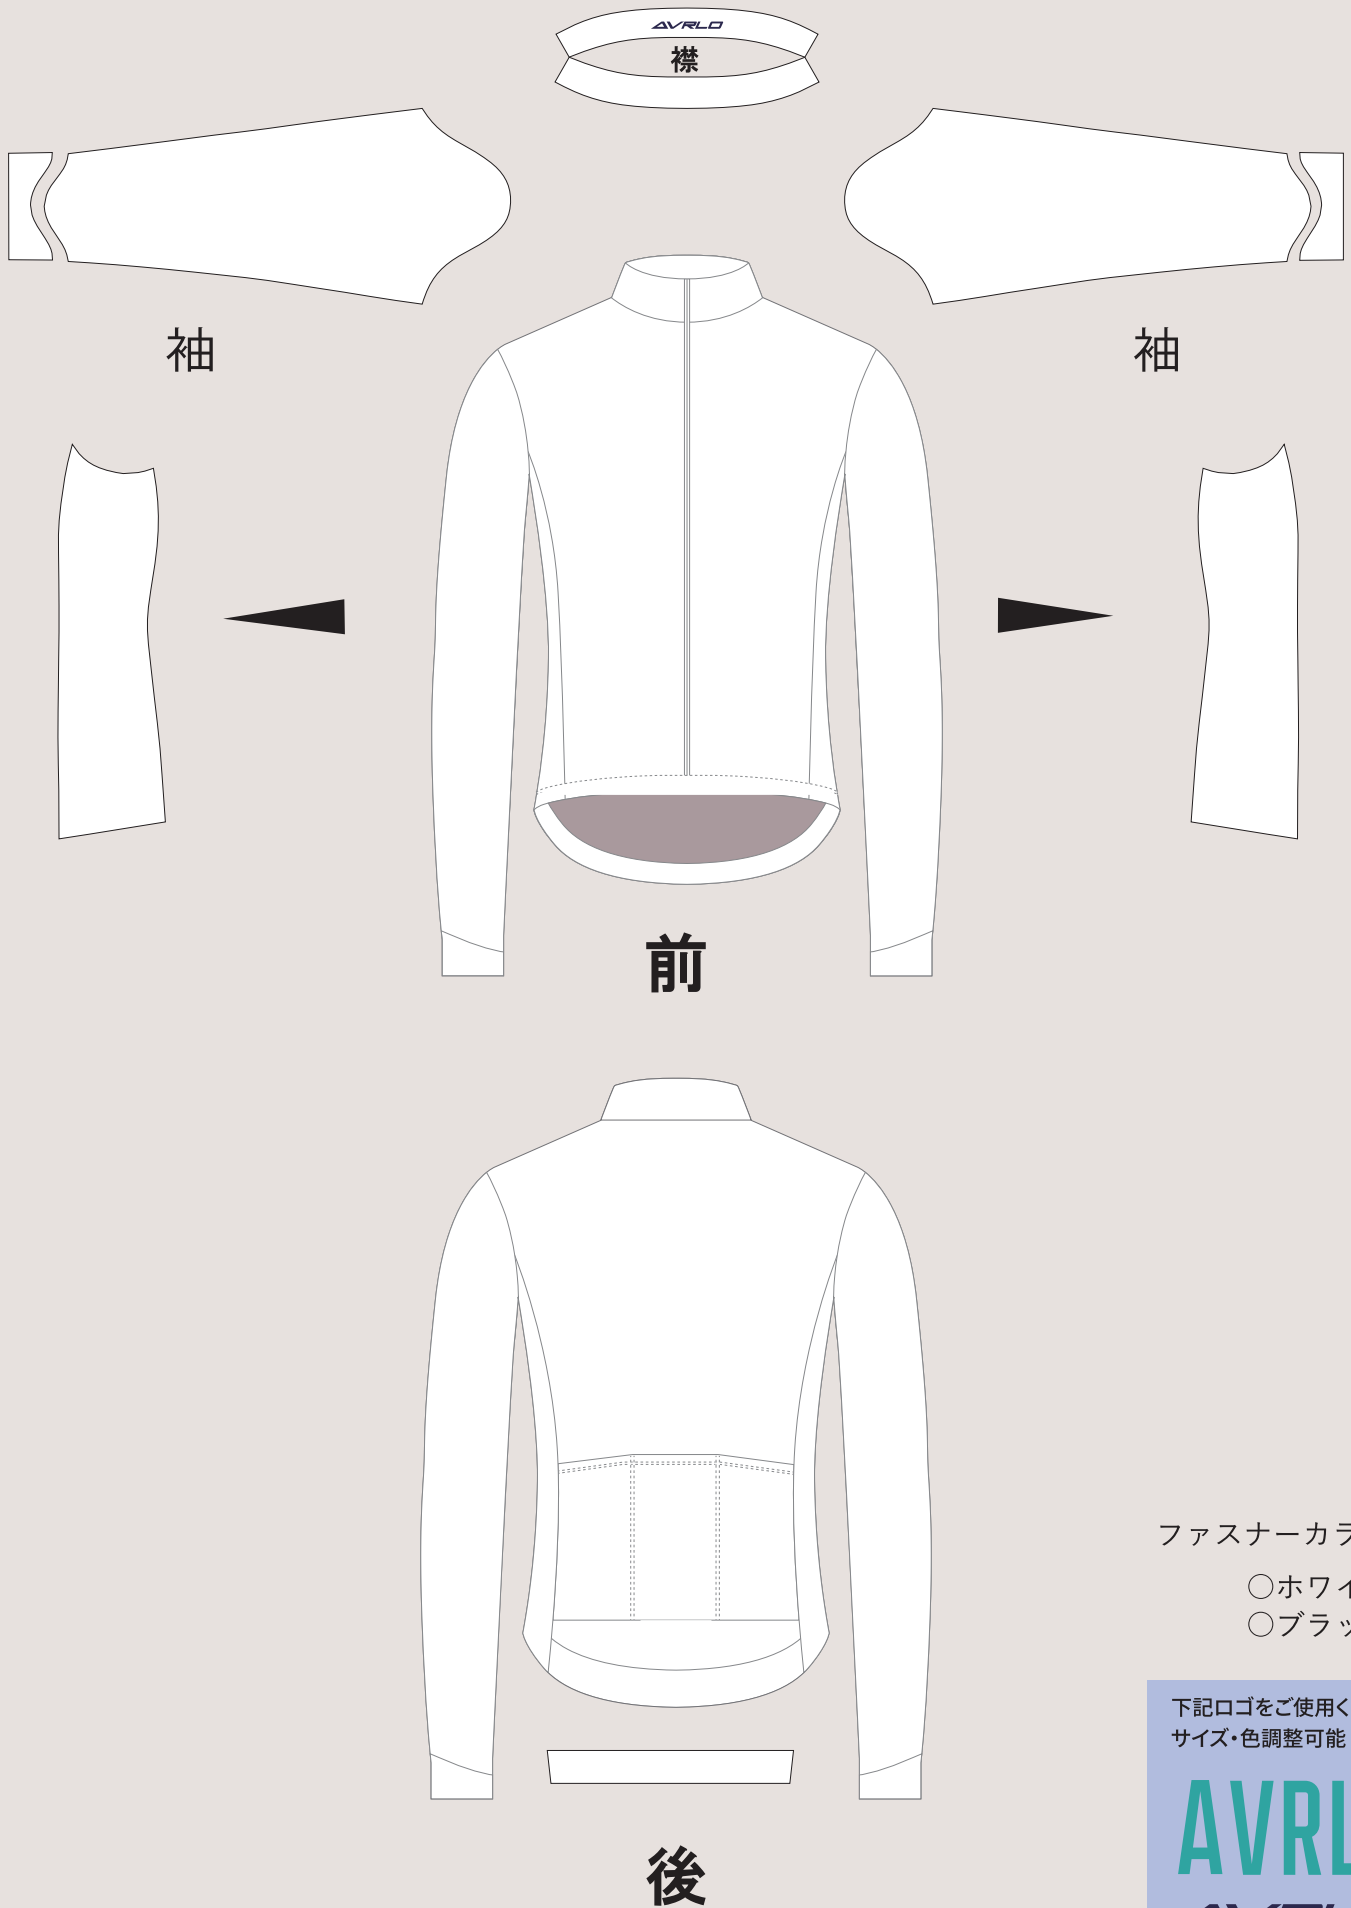 AVRLO
襟
袖
袖
前
ファスナーカラ
○ホワイ
○ブラッ
下記ロゴをご使用く
サイズ・色調整可能
AVRL
後